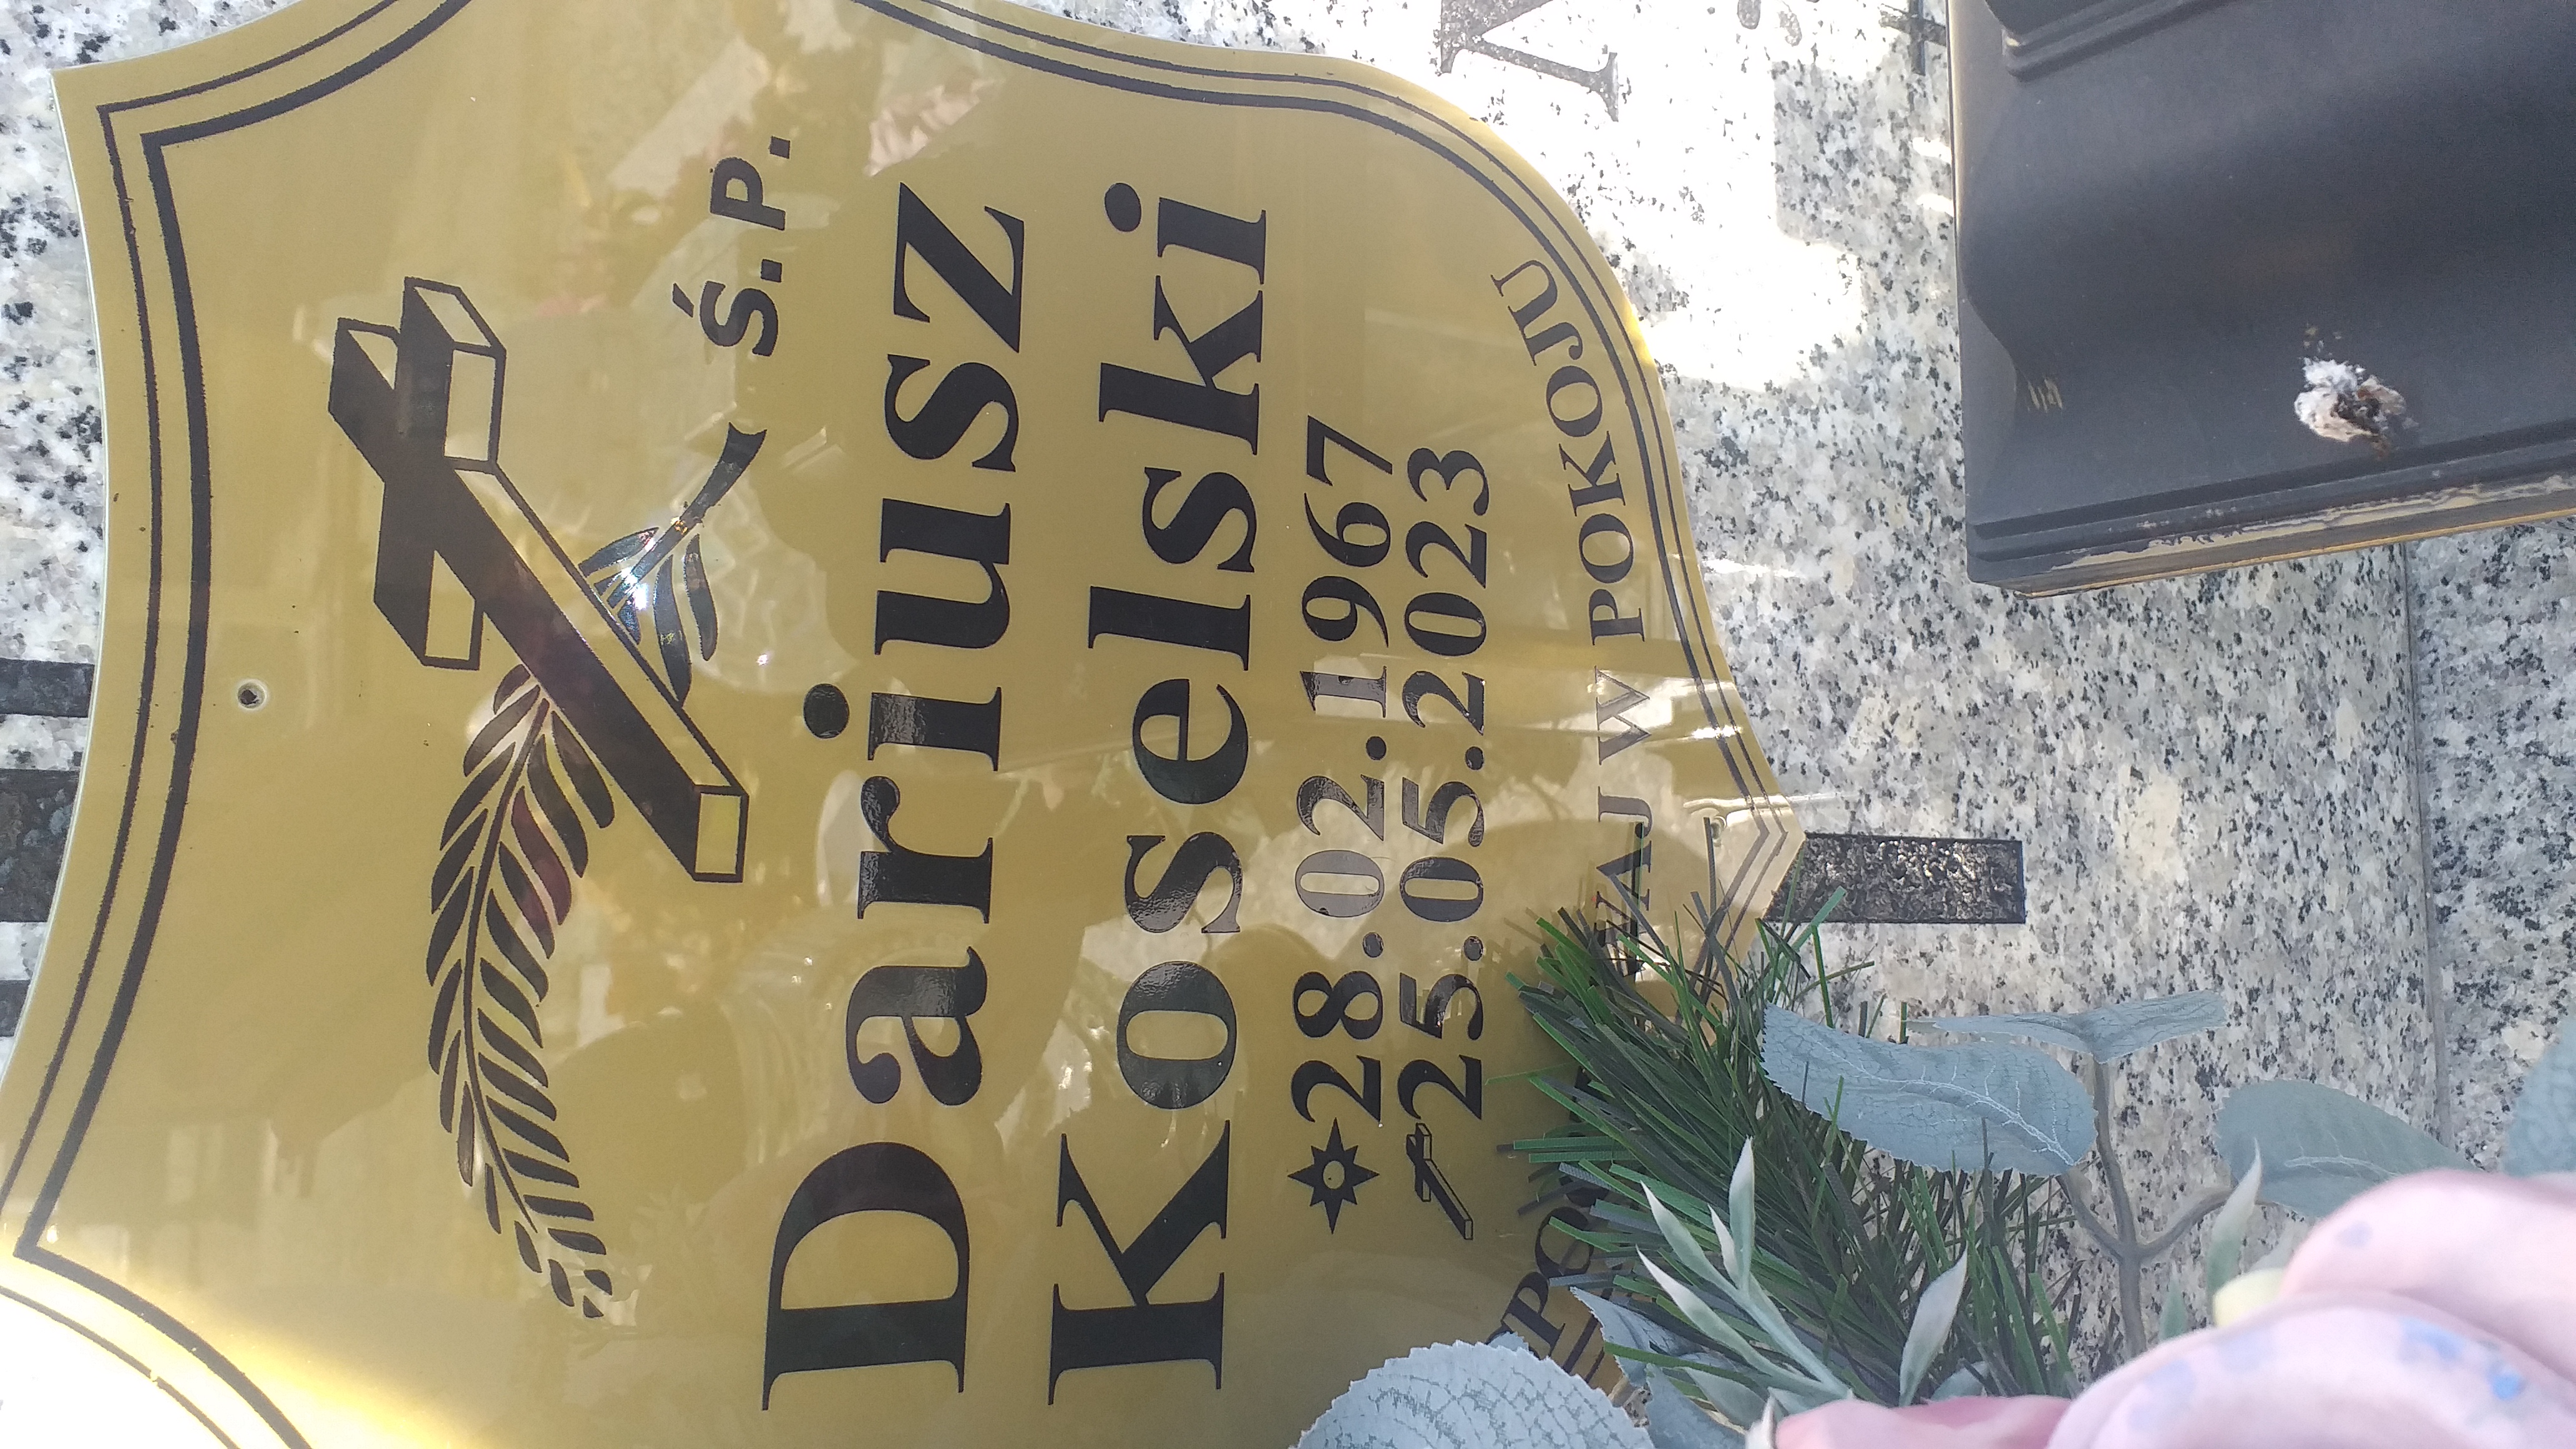 Ś.P.
Dariusz
Koselski
28.02.1967
25.05.2023
W POKOJU